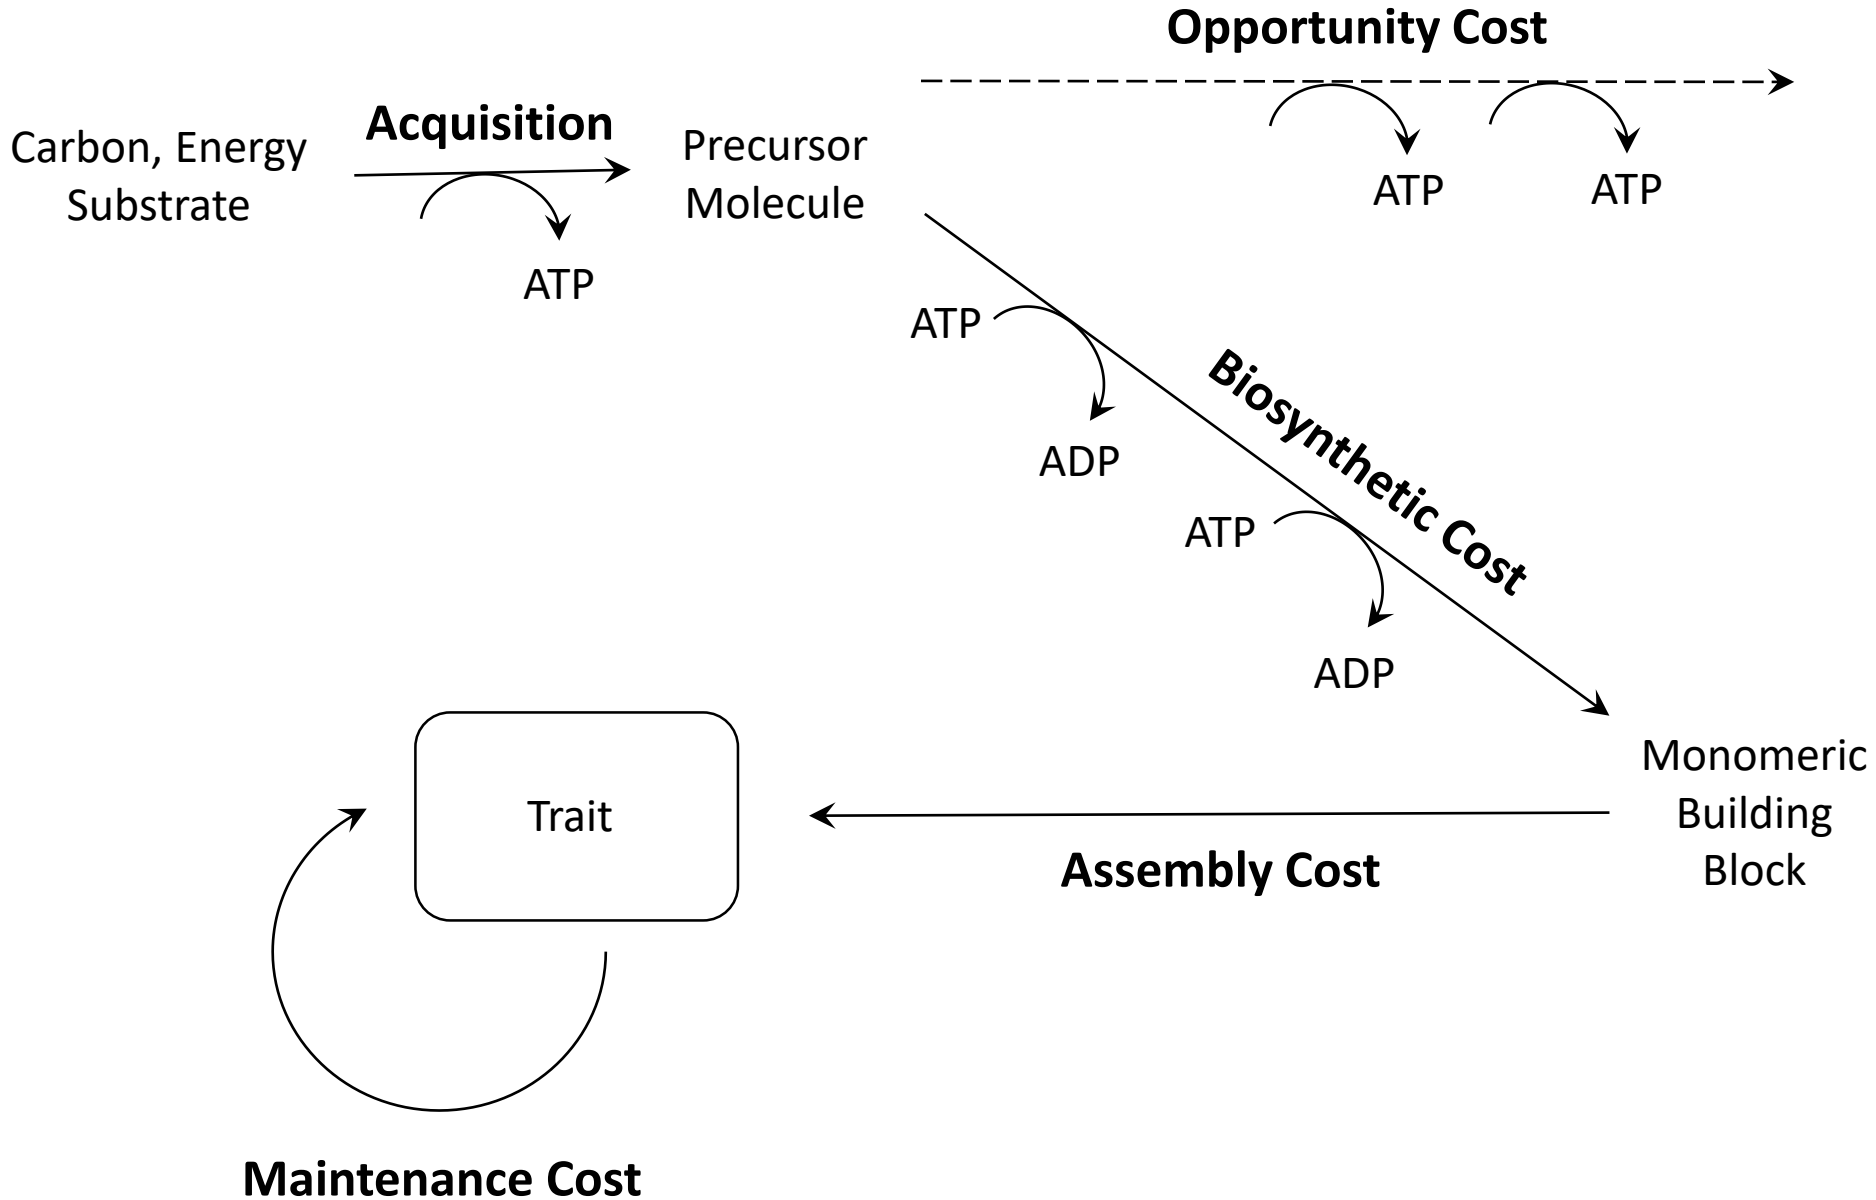 Opportunity Cost
Acquisition
Carbon, Energy
Substrate
Precursor
Molecule
ATP
ATP
ATP
ATP
ADP
Biosynthetic Cost
ATP
ADP
Monomeric
Building
Block
Trait
Assembly Cost
Maintenance Cost